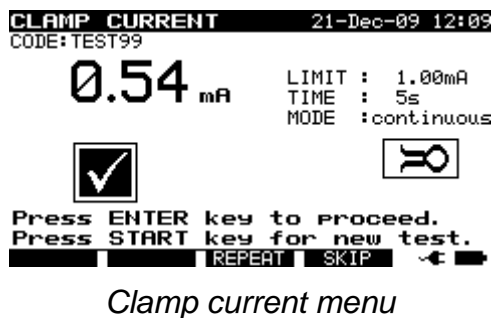 CLAMP CURRENT 21-Dec-09 12:09
CODE:TEST99
0.54 mA
LIMIT : 1.00mA
TIME : 5s
MODE :continuous
Press ENTER key to proceed.
Press START key for new test.
REPEAT SKIP
Clamp current menu